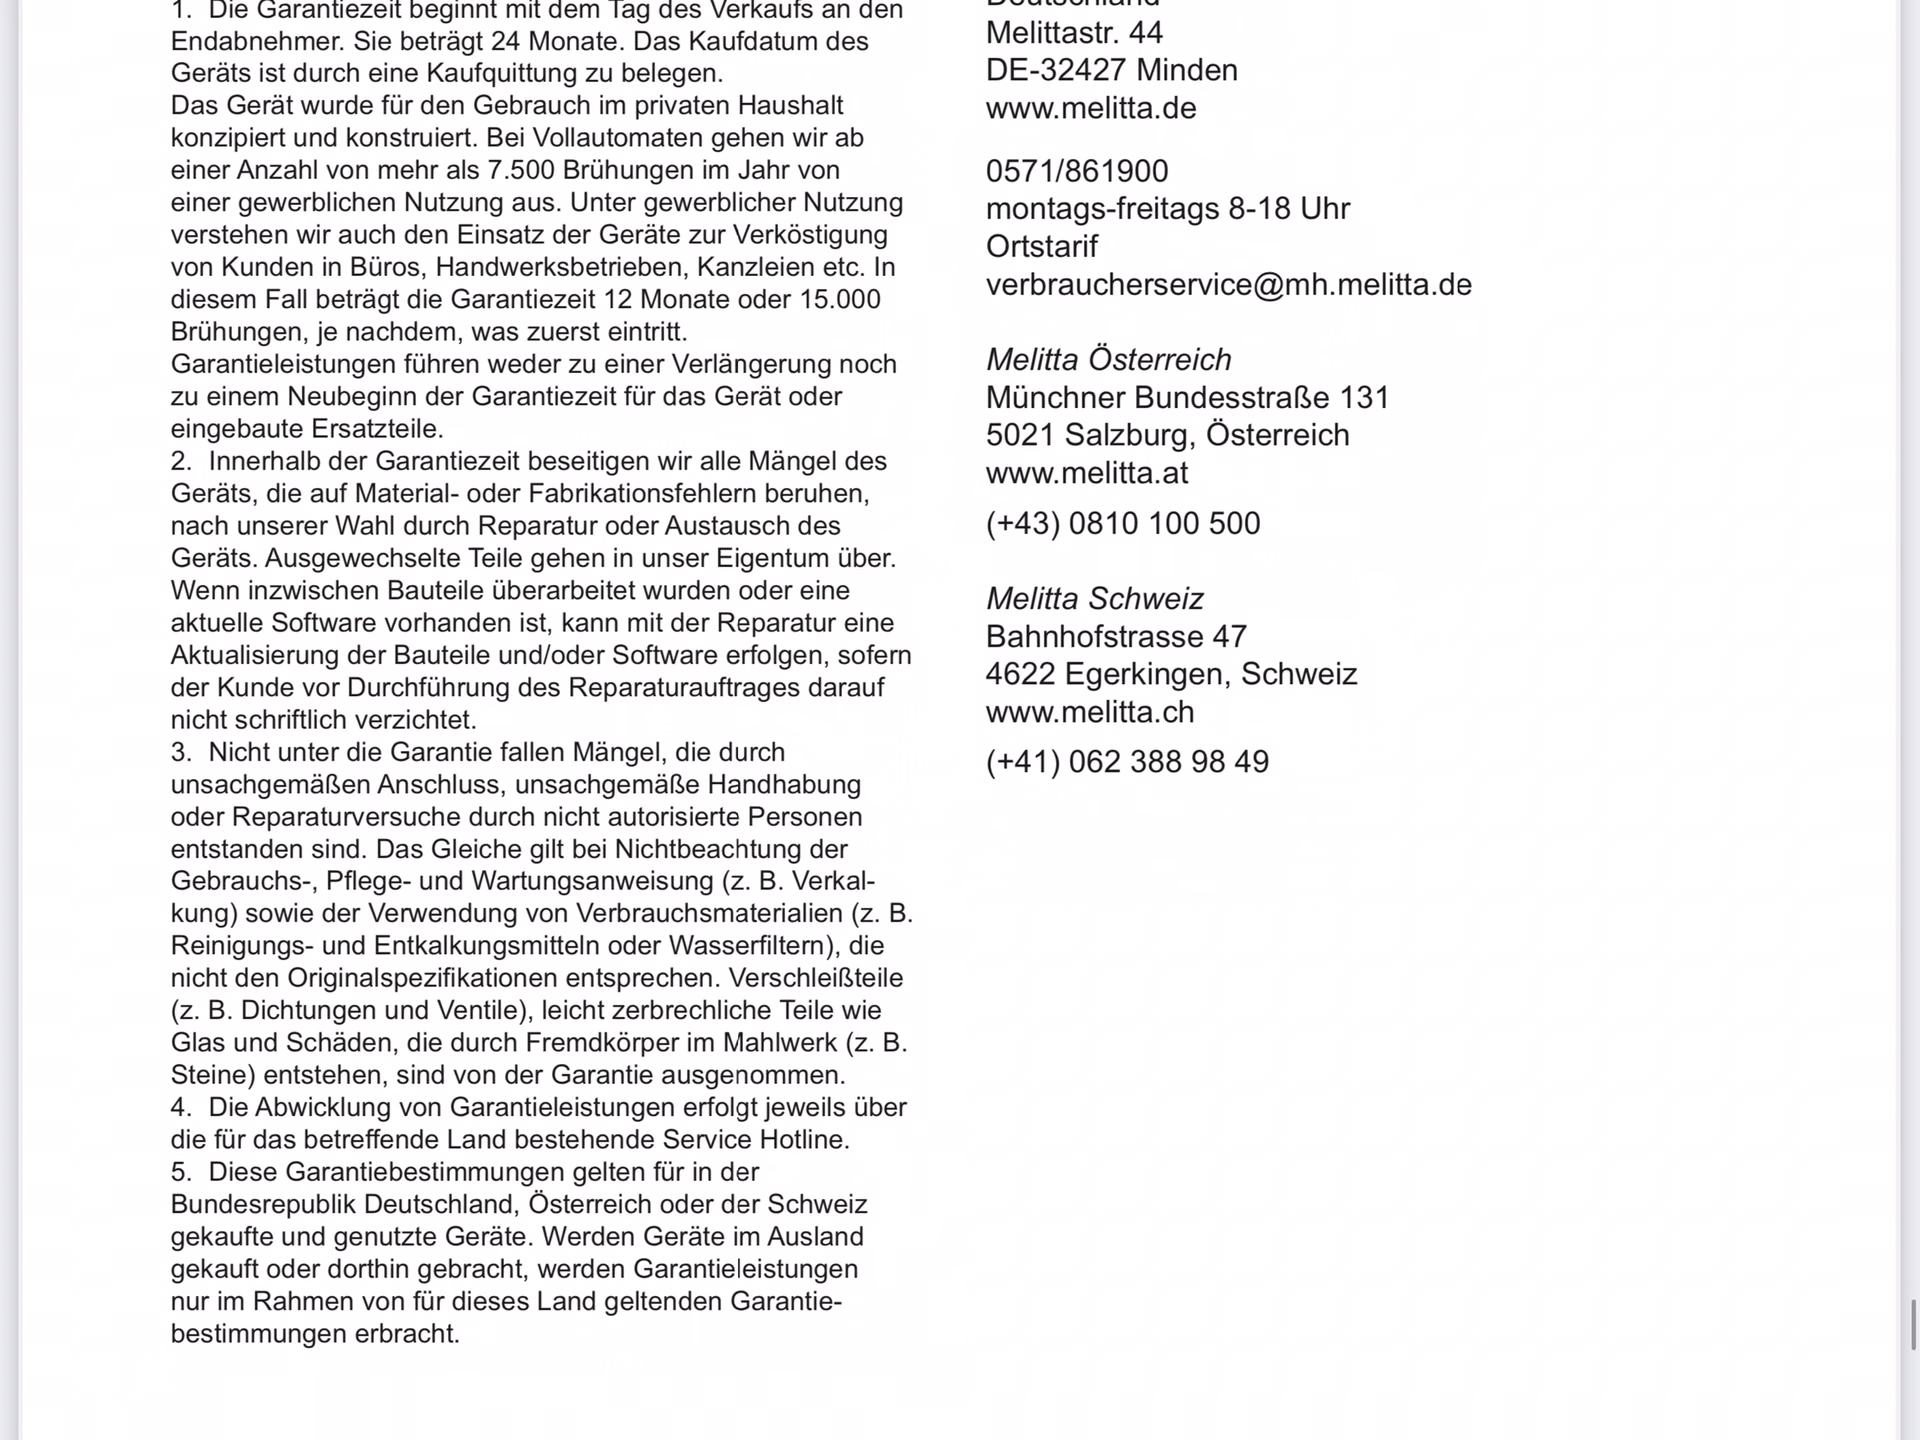 1. Die Garantiezeit beginnt mit dem Tag des Verkaufs an den
Endabnehmer. Sie beträgt 24 Monate. Das Kaufdatum des
Geräts ist durch eine Kaufquittung zu belegen.
Das Gerät wurde für den Gebrauch im privaten Haushalt
konzipiert und konstruiert. Bei Vollautomaten gehen wir ab
einer Anzahl von mehr als 7.500 Brühungen im Jahr von
einer gewerblichen Nutzung aus. Unter gewerblicher Nutzung
verstehen wir auch den Einsatz der Geräte zur Verköstigung
von Kunden in Büros, Handwerksbetrieben, Kanzleien etc. In
diesem Fall beträgt die Garantiezeit 12 Monate oder 15.000
Brühungen, je nachdem, was zuerst eintritt.
Garantieleistungen führen weder zu einer Verlängerung noch
zu einem Neubeginn der Garantiezeit für das Gerät oder
eingebaute Ersatzteile.
2. Innerhalb der Garantiezeit beseitigen wir alle Mängel des
Geräts, die auf Material- oder Fabrikationsfehlern beruhen,
nach unserer Wahl durch Reparatur oder Austausch des
Geräts. Ausgewechselte Teile gehen in unser Eigentum über.
Wenn inzwischen Bauteile überarbeitet wurden oder eine
aktuelle Software vorhanden ist, kann mit der Reparatur eine
Aktualisierung der Bauteile und/oder Software erfolgen, sofern
der Kunde vor Durchführung des Reparaturauftrages darauf
nicht schriftlich verzichtet.
3. Nicht unter die Garantie fallen Mängel, die durch
unsachgemäßen Anschluss, unsachgemäße Handhabung
oder Reparaturversuche durch nicht autorisierte Personen
entstanden sind. Das Gleiche gilt bei Nichtbeachtung der
Gebrauchs-, Pflege- und Wartungsanweisung (z. B. Verkal-
kung) sowie der Verwendung von Verbrauchsmaterialien (z. B.
Reinigungs- und Entkalkungsmitteln oder Wasserfiltern), die
nicht den Originalspezifikationen entsprechen. Verschleißteile
(z. B. Dichtungen und Ventile), leicht zerbrechliche Teile wie
Glas und Schäden, die durch Fremdkörper im Mahlwerk (z. B.
Steine) entstehen, sind von der Garantie ausgenommen.
4. Die Abwicklung von Garantieleistungen erfolgt jeweils über
die für das betreffende Land bestehende Service Hotline.
5. Diese Garantiebestimmungen gelten für in der
Bundesrepublik Deutschland, Österreich oder der Schweiz
gekaufte und genutzte Geräte. Werden Geräte im Ausland
gekauft oder dorthin gebracht, werden Garantieleistungen
nur im Rahmen von für dieses Land geltenden Garantie-
bestimmungen erbracht.
Deutschland
Melittastr. 44
DE-32427 Minden
www.melitta.de
0571/861900
montags-freitags 8-18 Uhr
Ortstarif
verbraucherservice@mh.melitta.de
Melitta Österreich
Münchner Bundesstraße 131
5021 Salzburg, Österreich
www.melitta.at
(+43) 0810 100 500
Melitta Schweiz
Bahnhofstrasse 47
4622 Egerkingen, Schweiz
www.melitta.ch
(+41) 062 388 98 49